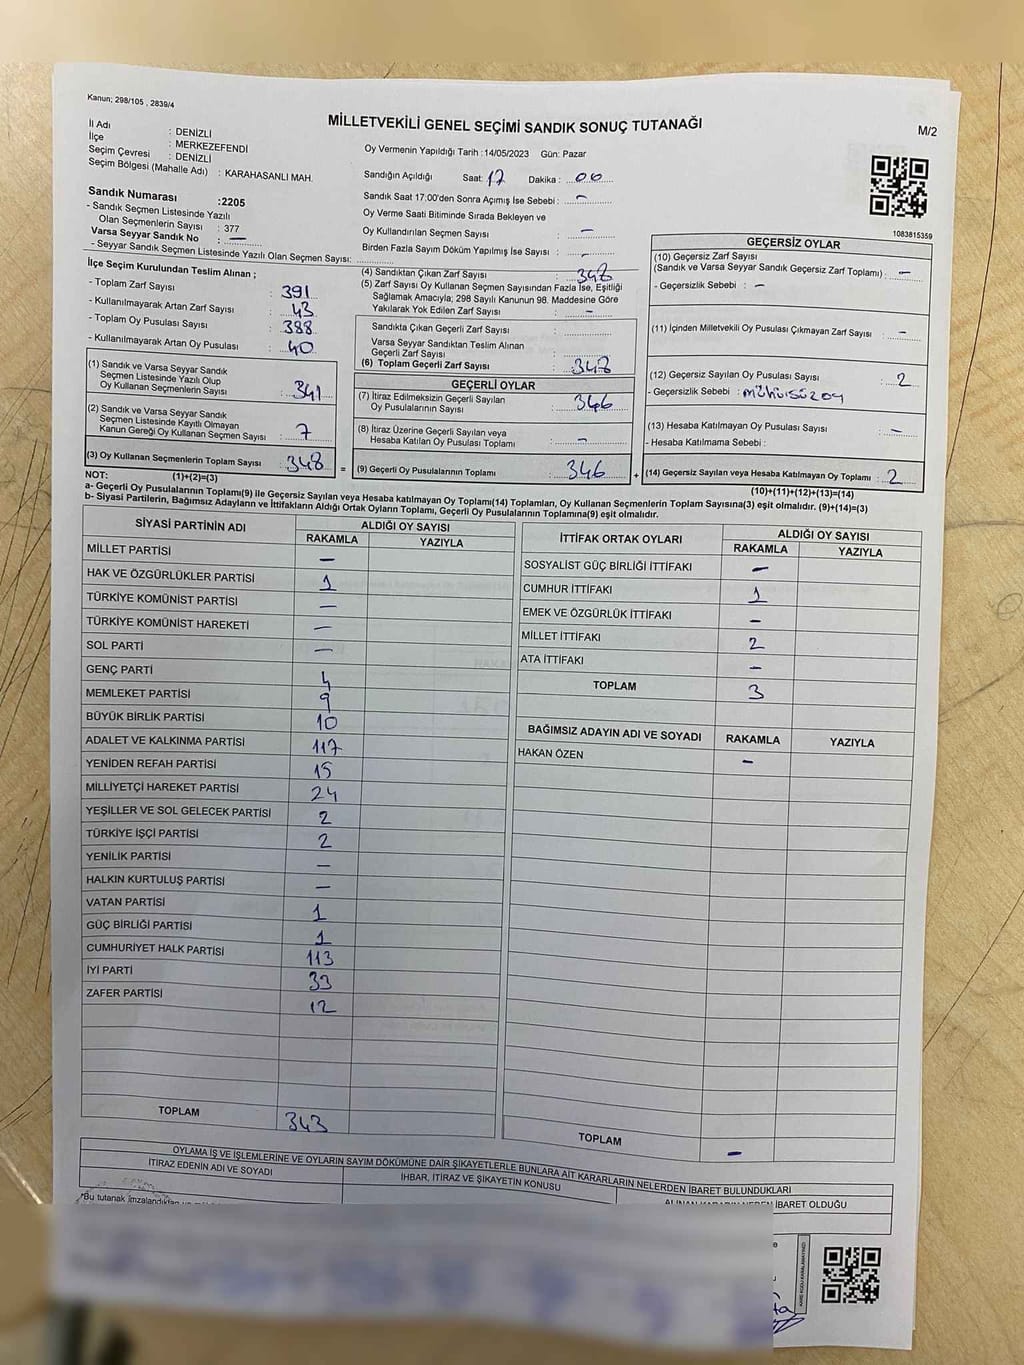 Kanun; 298/105 , 2839/4
MİLLETVEKİLİ GENEL SEÇİMİ SANDIK SONUÇ TUTANAĞI
M/2
İl Adı : DENİZLİ
İlçe : MERKEZEFENDİ
Seçim Çevresi : DENİZLİ
Seçim Bölgesi (Mahalle Adı) : KARAHASANLI MAH.
Sandık Numarası :2205
- Sandık Seçmen Listesinde Yazılı
Olan Seçmenlerin Sayısı : 377
Varsa Seyyar Sandık No : –
- Seyyar Sandık Seçmen Listesinde Yazılı Olan Seçmen Sayısı:
İlçe Seçim Kurulundan Teslim Alınan ;
- Toplam Zarf Sayısı : 391
- Kullanılmayarak Artan Zarf Sayısı : 43
- Toplam Oy Pusulası Sayısı : 388
- Kullanılmayarak Artan Oy Pusulası : 40
(1) Sandık ve Varsa Seyyar Sandık
Seçmen Listesinde Yazılı Olup
Oy Kullanan Seçmenlerin Sayısı : 341
(2) Sandık ve Varsa Seyyar Sandık
Seçmen Listesinde Kayıtlı Olmayan
Kanun Gereği Oy Kullanan Seçmen Sayısı : 7
(3) Oy Kullanan Seçmenlerin Toplam Sayısı : 348
(1)+(2)=(3)
Oy Vermenin Yapıldığı Tarih :14/05/2023 Gün: Pazar
Sandığın Açıldığı Saat: 17 Dakika : 00
Sandık Saat 17:00'den Sonra Açımış İse Sebebi : –
Oy Verme Saati Bitiminde Sırada Bekleyen ve
Oy Kullandırılan Seçmen Sayısı : –
Birden Fazla Sayım Döküm Yapılmış İse Sayısı : –
(4) Sandıktan Çıkan Zarf Sayısı : 348
(5) Zarf Sayısı Oy Kullanan Seçmen Sayısından Fazla İse, Eşitliği
Sağlamak Amacıyla; 298 Sayılı Kanunun 98. Maddesine Göre
Yakılarak Yok Edilen Zarf Sayısı : –
Sandıkta Çıkan Geçerli Zarf Sayısı :
Varsa Seyyar Sandıktan Teslim Alınan
Geçerli Zarf Sayısı :
(6) Toplam Geçerli Zarf Sayısı : 348
GEÇERLİ OYLAR
(7) İtiraz Edilmeksizin Geçerli Sayılan
Oy Pusulalarının Sayısı : 346
(8) İtiraz Üzerine Geçerli Sayılan veya
Hesaba Katılan Oy Pusulası Toplamı : –
= (9) Geçerli Oy Pusulalarının Toplamı : 346 +
1083815359
GEÇERSİZ OYLAR
(10) Geçersiz Zarf Sayısı
(Sandık ve Varsa Seyyar Sandık Geçersiz Zarf Toplamı) : –
- Geçersizlik Sebebi : –
(11) İçinden Milletvekili Oy Pusulası Çıkmayan Zarf Sayısı : –
(12) Geçersiz Sayılan Oy Pusulası Sayısı : 2
- Geçersizlik Sebebi : mühürsüz oy
(13) Hesaba Katılmayan Oy Pusulası Sayısı : –
- Hesaba Katılmama Sebebi :
(14) Geçersiz Sayılan veya Hesaba Katılmayan Oy Toplamı : 2
(10)+(11)+(12)+(13)=(14)
NOT:
a- Geçerli Oy Pusulalarının Toplamı(9) ile Geçersiz Sayılan veya Hesaba katılmayan Oy Toplamı(14) Toplamları, Oy Kullanan Seçmenlerin Toplam Sayısına(3) eşit olmalıdır. (9)+(14)=(3)
b- Siyasi Partilerin, Bağımsız Adayların ve İttifakların Aldığı Ortak Oyların Toplamı, Geçerli Oy Pusulalarının Toplamına(9) eşit olmalıdır.
SİYASİ PARTİNİN ADI ALDIĞI OY SAYISI
RAKAMLA YAZIYLA
MİLLET PARTİSİ –
HAK VE ÖZGÜRLÜKLER PARTİSİ 1
TÜRKİYE KOMÜNİST PARTİSİ –
TÜRKİYE KOMÜNİST HAREKETİ –
SOL PARTİ –
GENÇ PARTİ 4
MEMLEKET PARTİSİ 9
BÜYÜK BİRLİK PARTİSİ 10
ADALET VE KALKINMA PARTİSİ 117
YENİDEN REFAH PARTİSİ 15
MİLLİYETÇİ HAREKET PARTİSİ 24
YEŞİLLER VE SOL GELECEK PARTİSİ 2
TÜRKİYE İŞÇİ PARTİSİ 2
YENİLİK PARTİSİ –
HALKIN KURTULUŞ PARTİSİ –
VATAN PARTİSİ 1
GÜÇ BİRLİĞİ PARTİSİ 1
CUMHURİYET HALK PARTİSİ 113
İYİ PARTİ 33
ZAFER PARTİSİ 12
TOPLAM 343
İTTİFAK ORTAK OYLARI ALDIĞI OY SAYISI
RAKAMLA YAZIYLA
SOSYALİST GÜÇ BİRLİĞİ İTTİFAKI –
CUMHUR İTTİFAKI 1
EMEK VE ÖZGÜRLÜK İTTİFAKI –
MİLLET İTTİFAKI 2
ATA İTTİFAKI –
TOPLAM 3
BAĞIMSIZ ADAYIN ADI VE SOYADI RAKAMLA YAZIYLA
HAKAN ÖZEN –
TOPLAM –
OYLAMA İŞ VE İŞLEMLERİNE VE OYLARIN SAYIM DÖKÜMÜNE DAİR ŞİKAYETLERLE BUNLARA AİT KARARLARIN NELERDEN İBARET BULUNDUKLARI
İTİRAZ EDENİN ADI VE SOYADI İHBAR, İTİRAZ VE ŞİKAYETİN KONUSU ALINAN KARARIN NEDEN İBARET OLDUĞU
*Bu tutanak imzalandıktan